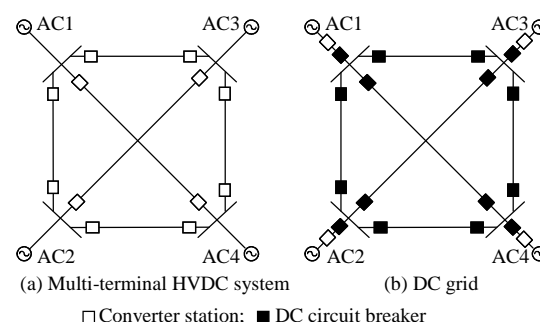 AC1 AC3 AC1 AC3
AC2 AC4 AC2 AC4
(a) Multi-terminal HVDC system (b) DC grid
Converter station; DC circuit breaker